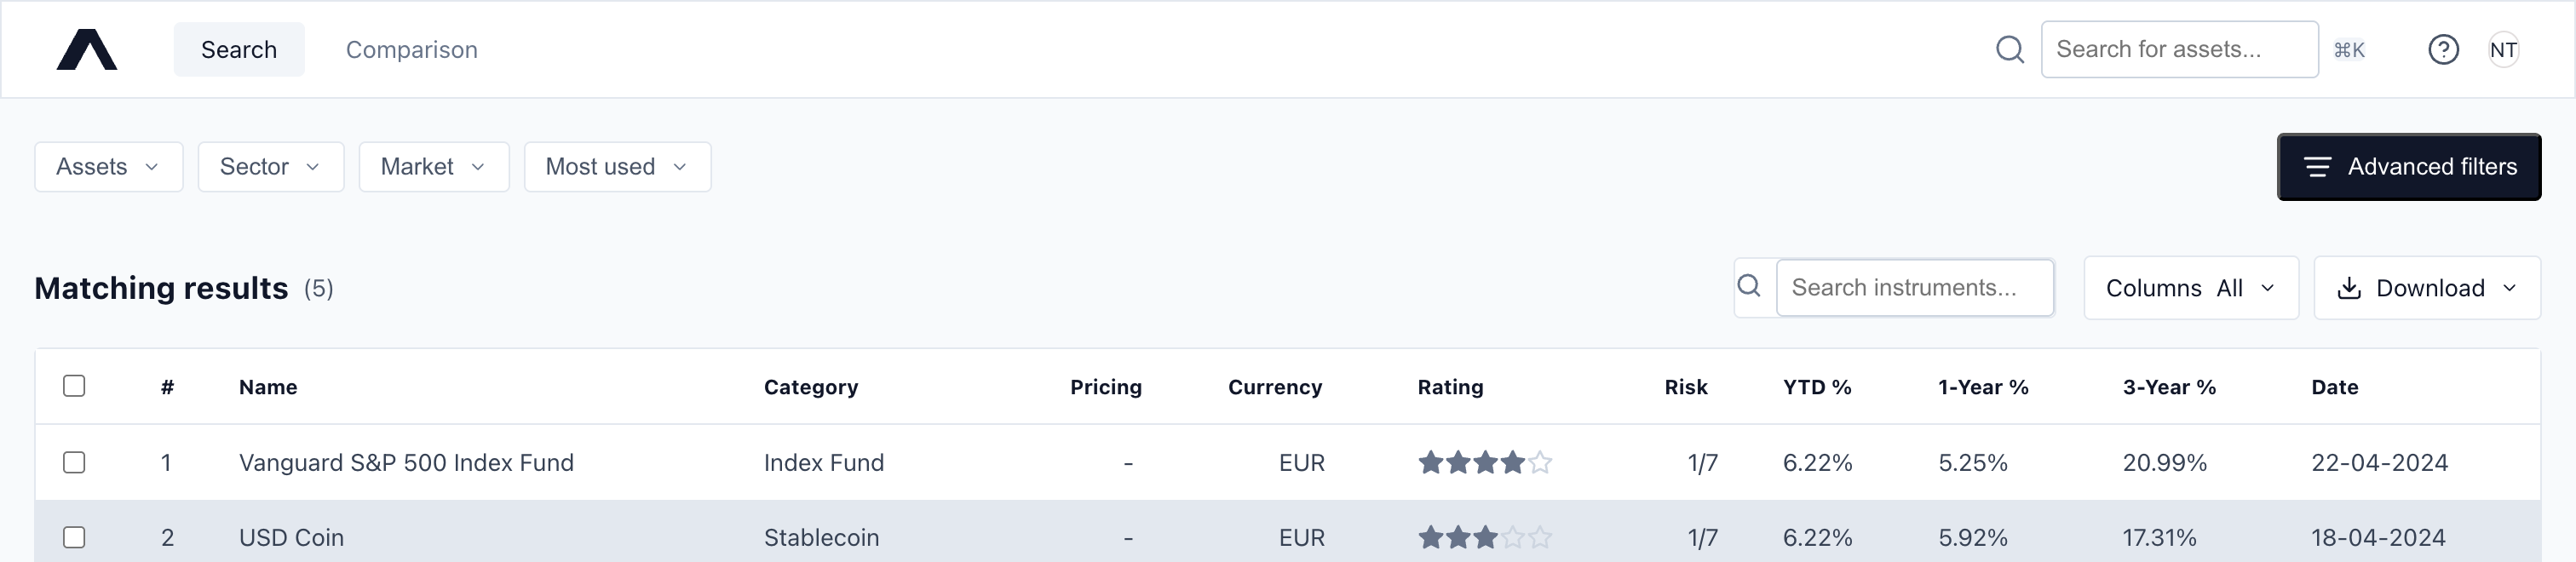 Search Comparison Search for assets... ⌘K ? NT
Assets Sector Market Most used Advanced filters
Matching results (5) Search instruments... Columns All Download
# Name Category Pricing Currency Rating Risk YTD % 1-Year % 3-Year % Date
1 Vanguard S&P 500 Index Fund Index Fund - EUR 1/7 6.22% 5.25% 20.99% 22-04-2024
2 USD Coin Stablecoin - EUR 1/7 6.22% 5.92% 17.31% 18-04-2024